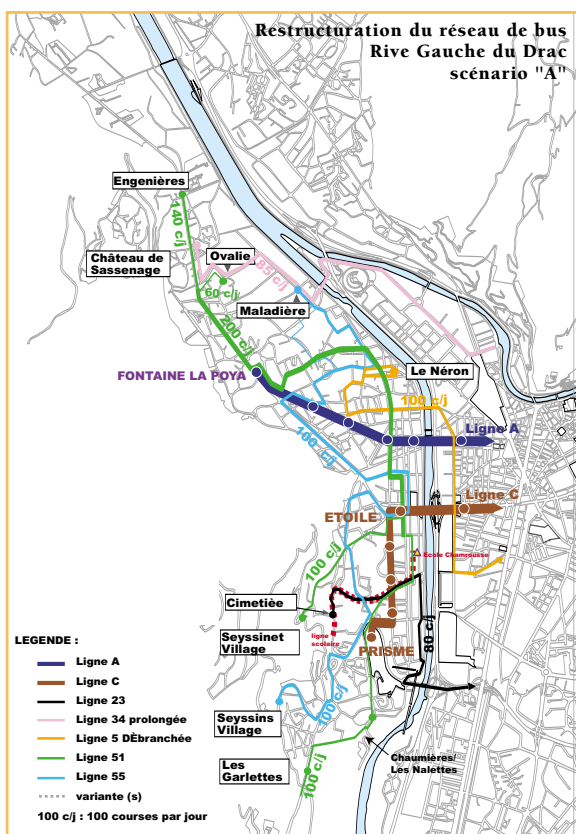 Restructuration du réseau de bus
Rive Gauche du Drac
scénario "A"
Engenières
140 c/j
Château de
Sassenage
Ovalie
185 c/j
60 c/j
Maladière
200 c/j
FONTAINE LA POYA
Le Néron
100 c/j
Ligne A
100 c/j
Ligne C
ETOILE
Ecole Chamrousse
100 c/j
Cimetièe
Seyssinet
Village
ligne
scolaire
PRISME
80 c/j
LEGENDE :
Ligne A
Ligne C
Ligne 23
Ligne 34 prolongée
Ligne 5 DÈbranchée
Ligne 51
Ligne 55
variante (s)
100 c/j : 100 courses par jour
Seyssins
Village
100 c/j
Les
Garlettes
100 c/j
Chaumières/
Les Nalettes